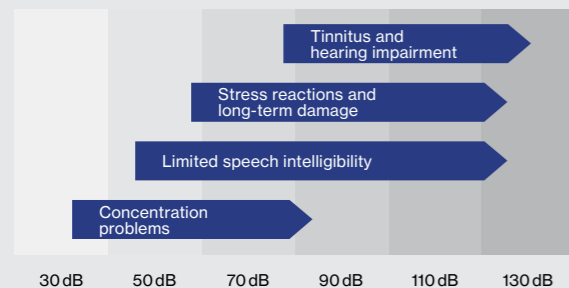 Tinnitus and
hearing impairment
Stress reactions and
long-term damage
Limited speech intelligibility
Concentration
problems
30 dB 50 dB 70 dB 90 dB 110 dB 130 dB